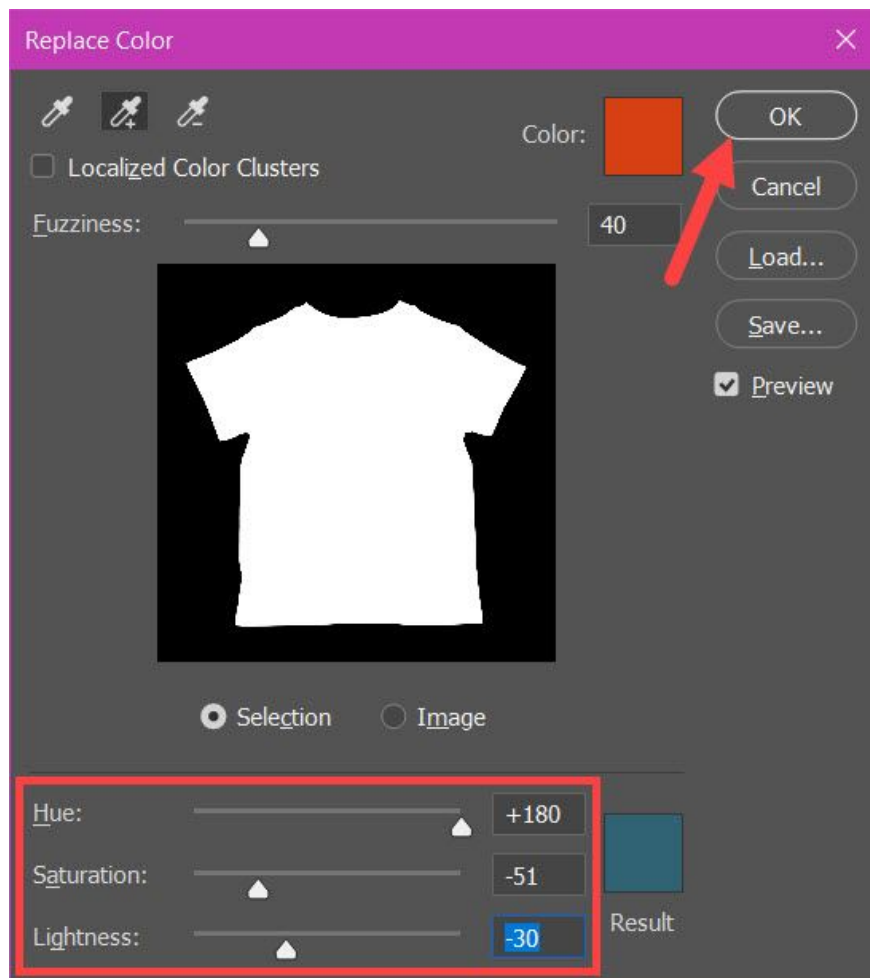 Replace Color
Color:
OK
Localized Color Clusters
Cancel
Fuzziness:
40
Load...
Save...
Preview
Selection
Image
Hue:
+180
Saturation:
-51
Lightness:
-30
Result